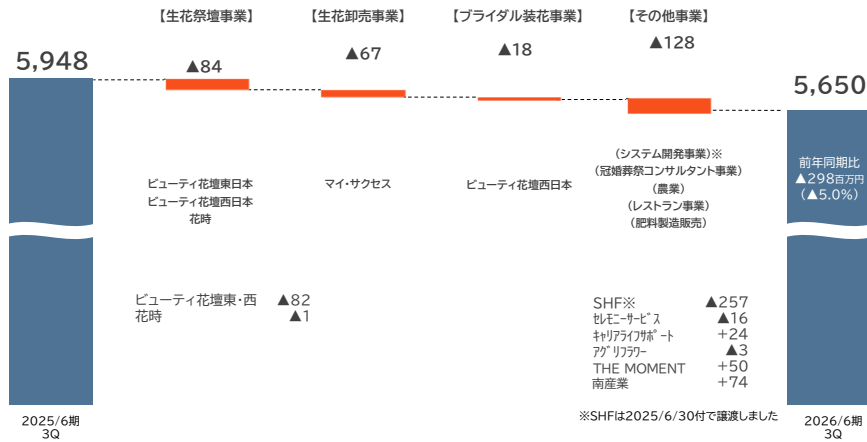 【生花祭壇事業】
【生花卸売事業】
【ブライダル装花事業】
【その他事業】
5,948
▲84
▲67
▲18
▲128
5,650
前年同期比
▲298百万円
(▲5.0%)
ビューティ花壇東日本
ビューティ花壇西日本
花時
マイ・サクセス
ビューティ花壇西日本
(システム開発事業)※
(冠婚葬祭コンサルタント事業)
(農業)
(レストラン事業)
(肥料製造販売)
ビューティ花壇東・西 ▲82
花時 ▲1
SHF※ ▲257
ｾﾚﾓﾆｰｻｰﾋﾞｽ ▲16
ｷｬﾘｱﾗｲﾌｻﾎﾟｰﾄ +24
ｱｸﾞﾘﾌﾗﾜｰ ▲3
THE MOMENT +50
南産業 +74
※SHFは2025/6/30付で譲渡しました
2025/6期
3Q
2026/6期
3Q